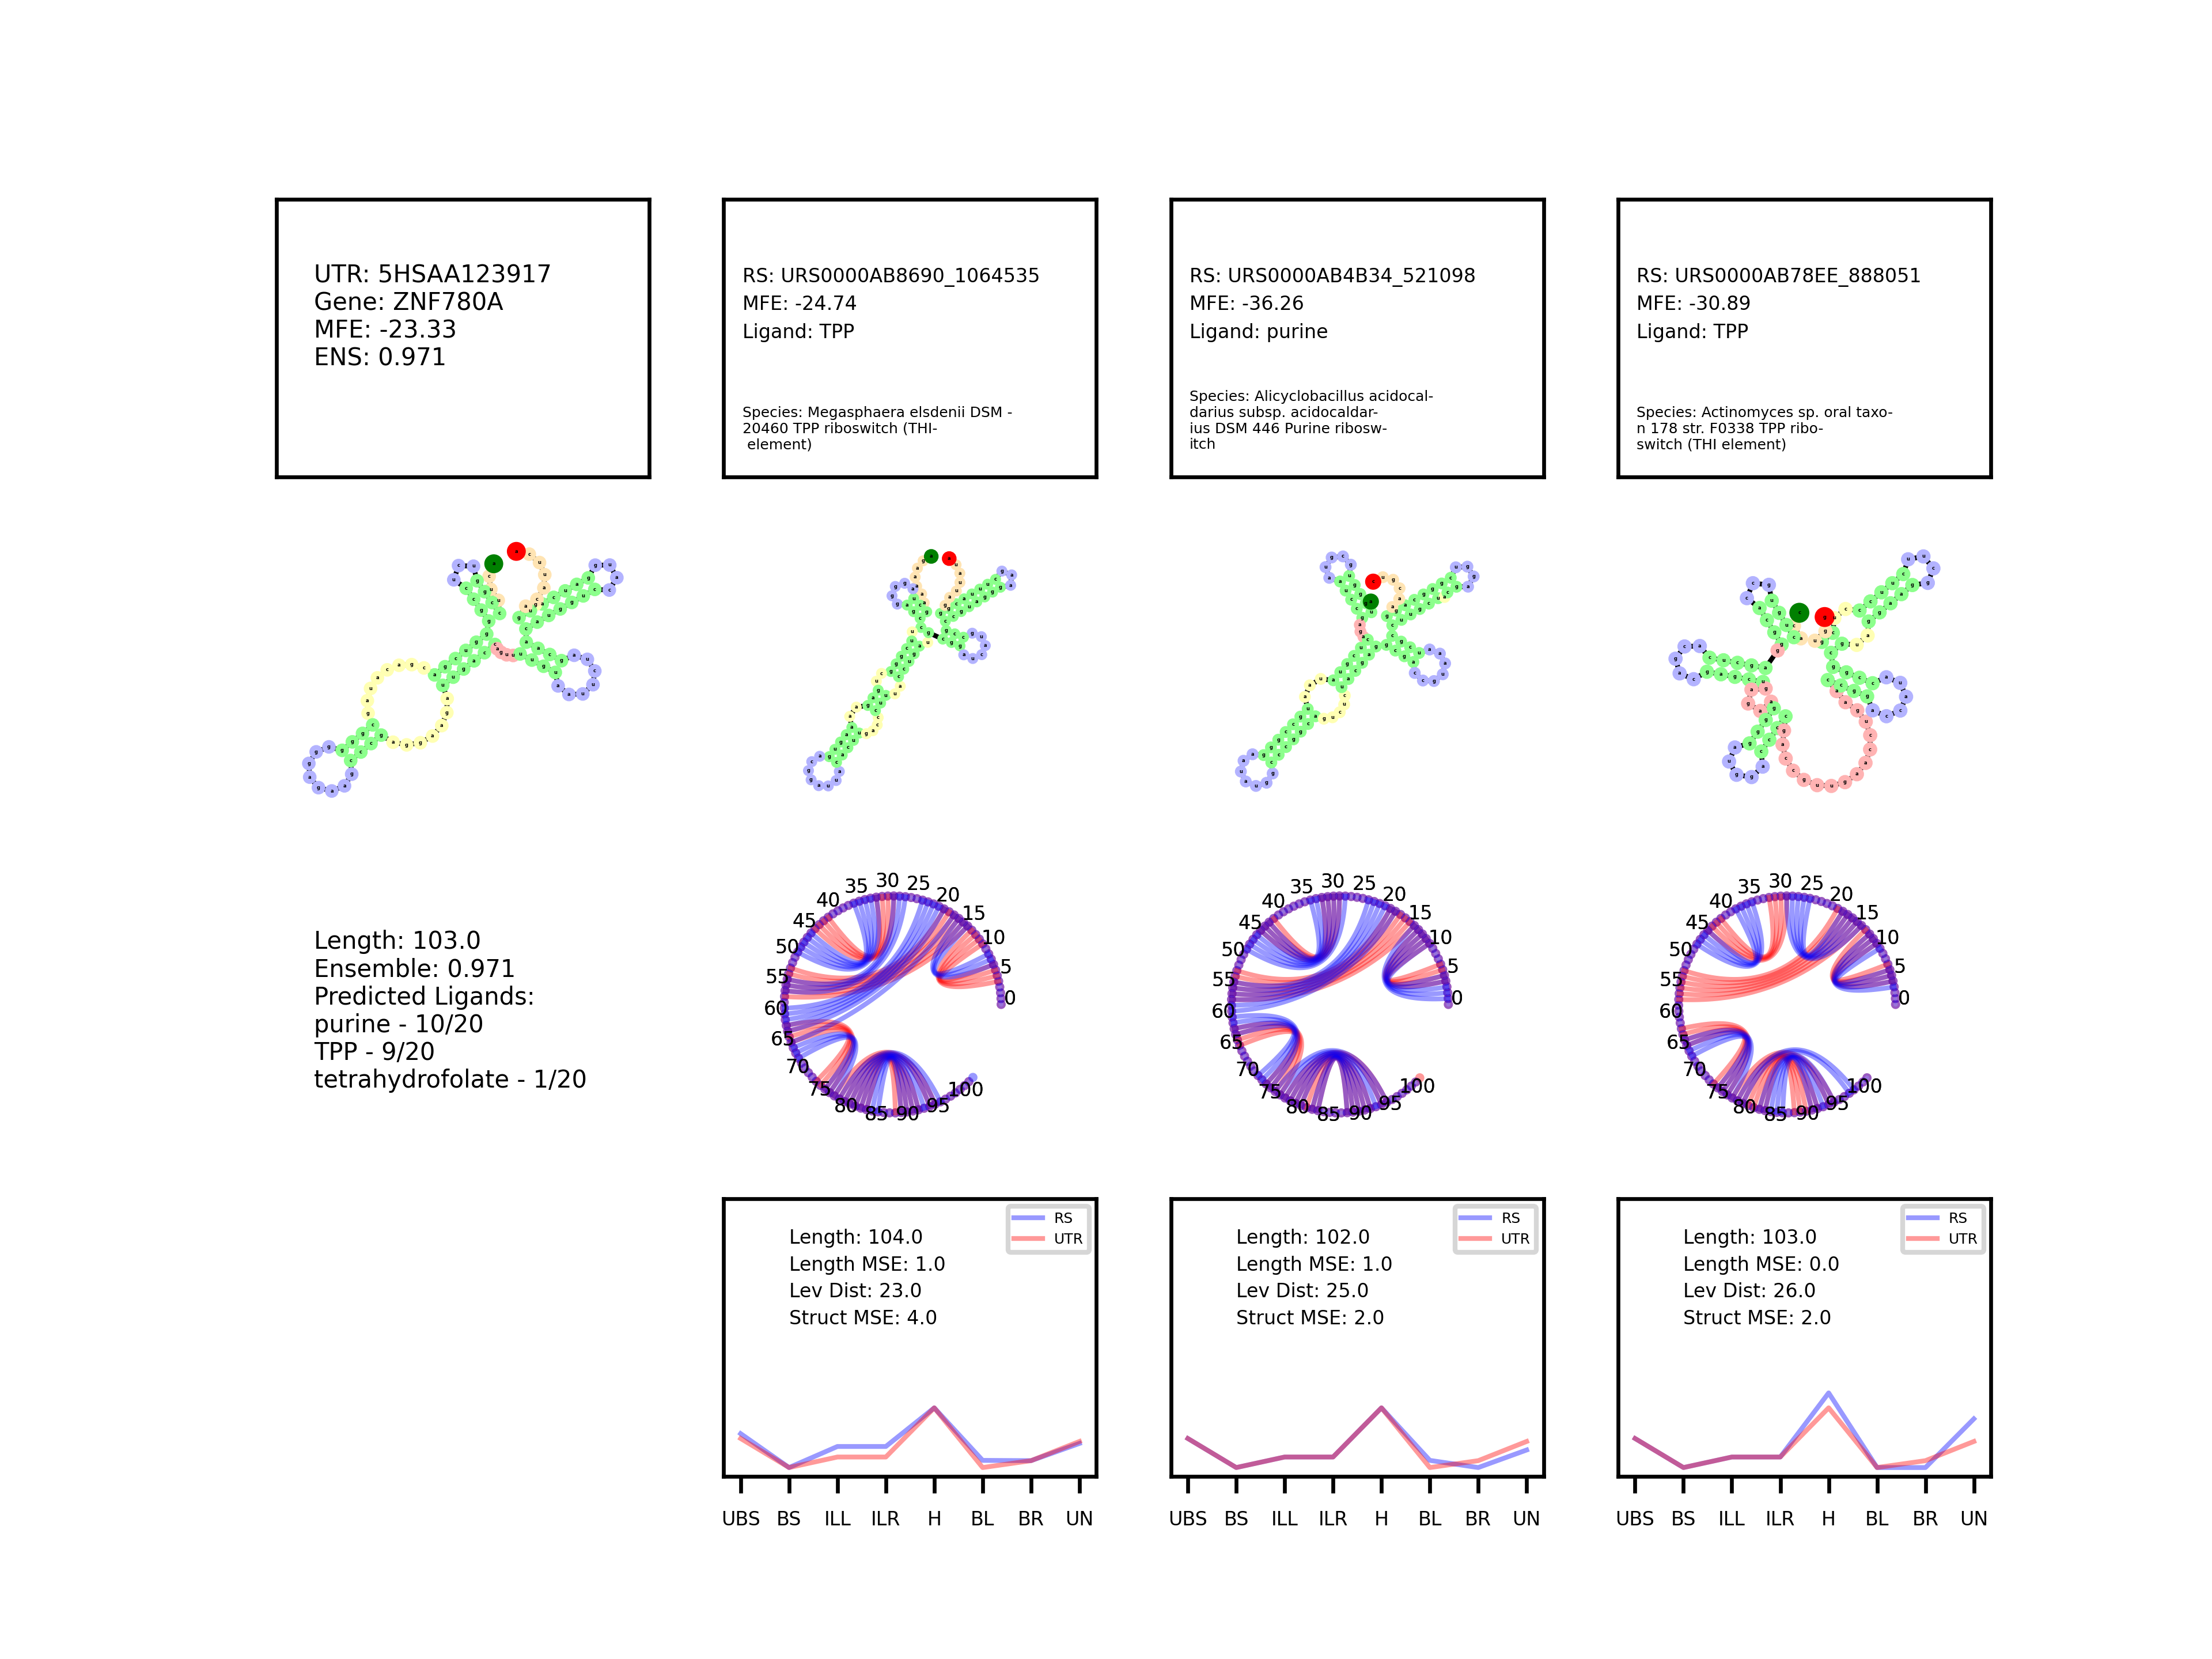 UTR: 5HSAA123917
Gene: ZNF780A
MFE: -23.33
ENS: 0.971
RS: URS0000AB8690_1064535
MFE: -24.74
Ligand: TPP
Species: Megasphaera elsdenii DSM -
20460 TPP riboswitch (THI-
element)
RS: URS0000AB4B34_521098
MFE: -36.26
Ligand: purine
Species: Alicyclobacillus acidocal-
darius subsp. acidocaldar-
ius DSM 446 Purine ribosw-
itch
RS: URS0000AB78EE_888051
MFE: -30.89
Ligand: TPP
Species: Actinomyces sp. oral taxo-
n 178 str. F0338 TPP ribo-
switch (THI element)
Length: 103.0
Ensemble: 0.971
Predicted Ligands:
purine - 10/20
TPP - 9/20
tetrahydrofolate - 1/20
0 5 10 15 20 25 30 35 40 45 50 55 60 65 70 75 80 85 90 95 100
0 5 10 15 20 25 30 35 40 45 50 55 60 65 70 75 80 85 90 95 100
0 5 10 15 20 25 30 35 40 45 50 55 60 65 70 75 80 85 90 95 100
RS
UTR
Length: 104.0
Length MSE: 1.0
Lev Dist: 23.0
Struct MSE: 4.0
UBS BS ILL ILR H BL BR UN
RS
UTR
Length: 102.0
Length MSE: 1.0
Lev Dist: 25.0
Struct MSE: 2.0
UBS BS ILL ILR H BL BR UN
RS
UTR
Length: 103.0
Length MSE: 0.0
Lev Dist: 26.0
Struct MSE: 2.0
UBS BS ILL ILR H BL BR UN